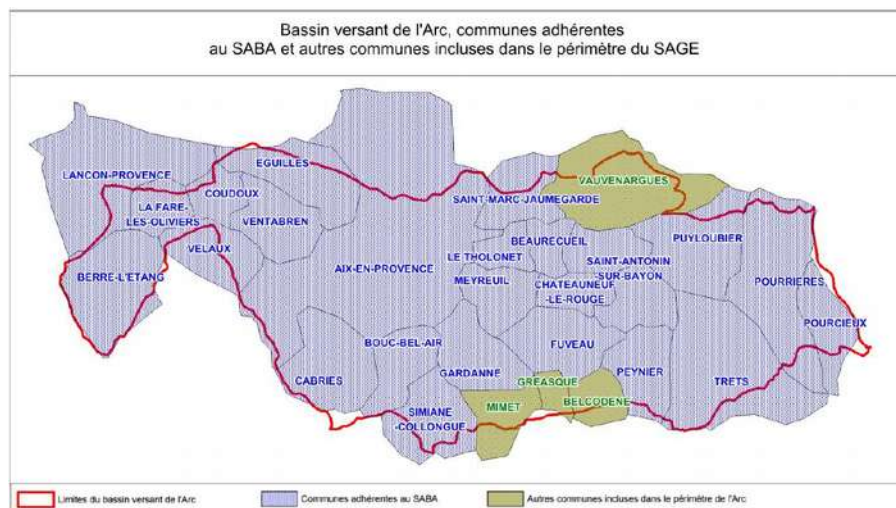 Bassin versant de l'Arc, communes adhérentes
au SABA et autres communes incluses dans le périmètre du SAGE
EGUILLES
LANCON-PROVENCE
VAUVENARGUES
COUDOUX
SAINT-MARC-JAUMEGARDE
LA FARE-
LES-OLIVIERS
VENTABREN
BEAURECUEIL
PUYLOUBIER
VELAUX
LE THOLONET
SAINT-ANTONIN
-SUR-BAYON
AIX-EN-PROVENCE
BERRE-L'ETANG
MEYREUIL
CHATEAUNEUF
-LE-ROUGE
POURRIERES
POURCIEUX
BOUC-BEL-AIR
FUVEAU
CABRIES
GARDANNE
PEYNIER
TRETS
GREASQUE
MIMET
BELCODENE
SIMIANE
-COLLONGUE
Limites du bassin versant de l'Arc
Communes adhérentes au SABA
Autres communes incluses dans le périmètre de l'Arc